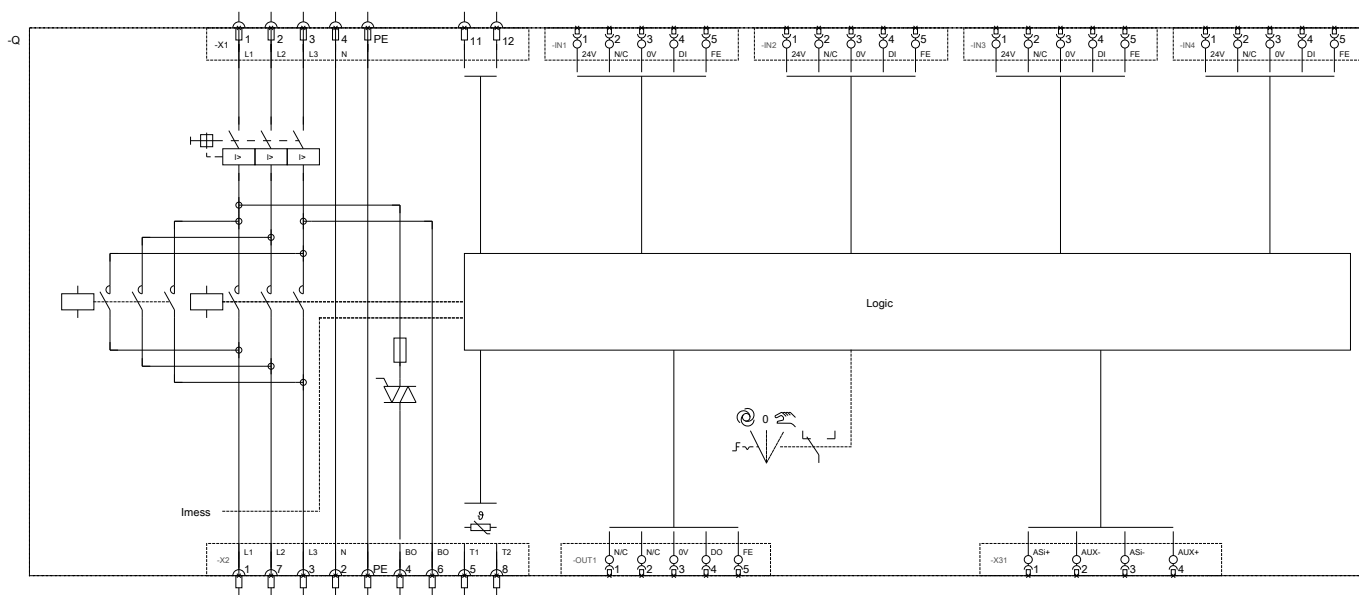 -Q
-X1 1 2 3 4 PE 11 12
L1 L2 L3 N
-IN1 1 2 3 4 5
24V N/C 0V DI FE
-IN2 1 2 3 4 5
24V N/C 0V DI FE
-IN3 1 2 3 4 5
24V N/C 0V DI FE
-IN4 1 2 3 4 5
24V N/C 0V DI FE
I> I> I>
Logic
0
Imess
ϑ
L1 L2 L3 N BO BO T1 T2
-X2 1 7 3 2 PE 4 6 5 8
N/C N/C 0V DO FE
-OUT1 1 2 3 4 5
ASi+ AUX- ASi- AUX+
-X31 1 2 3 4